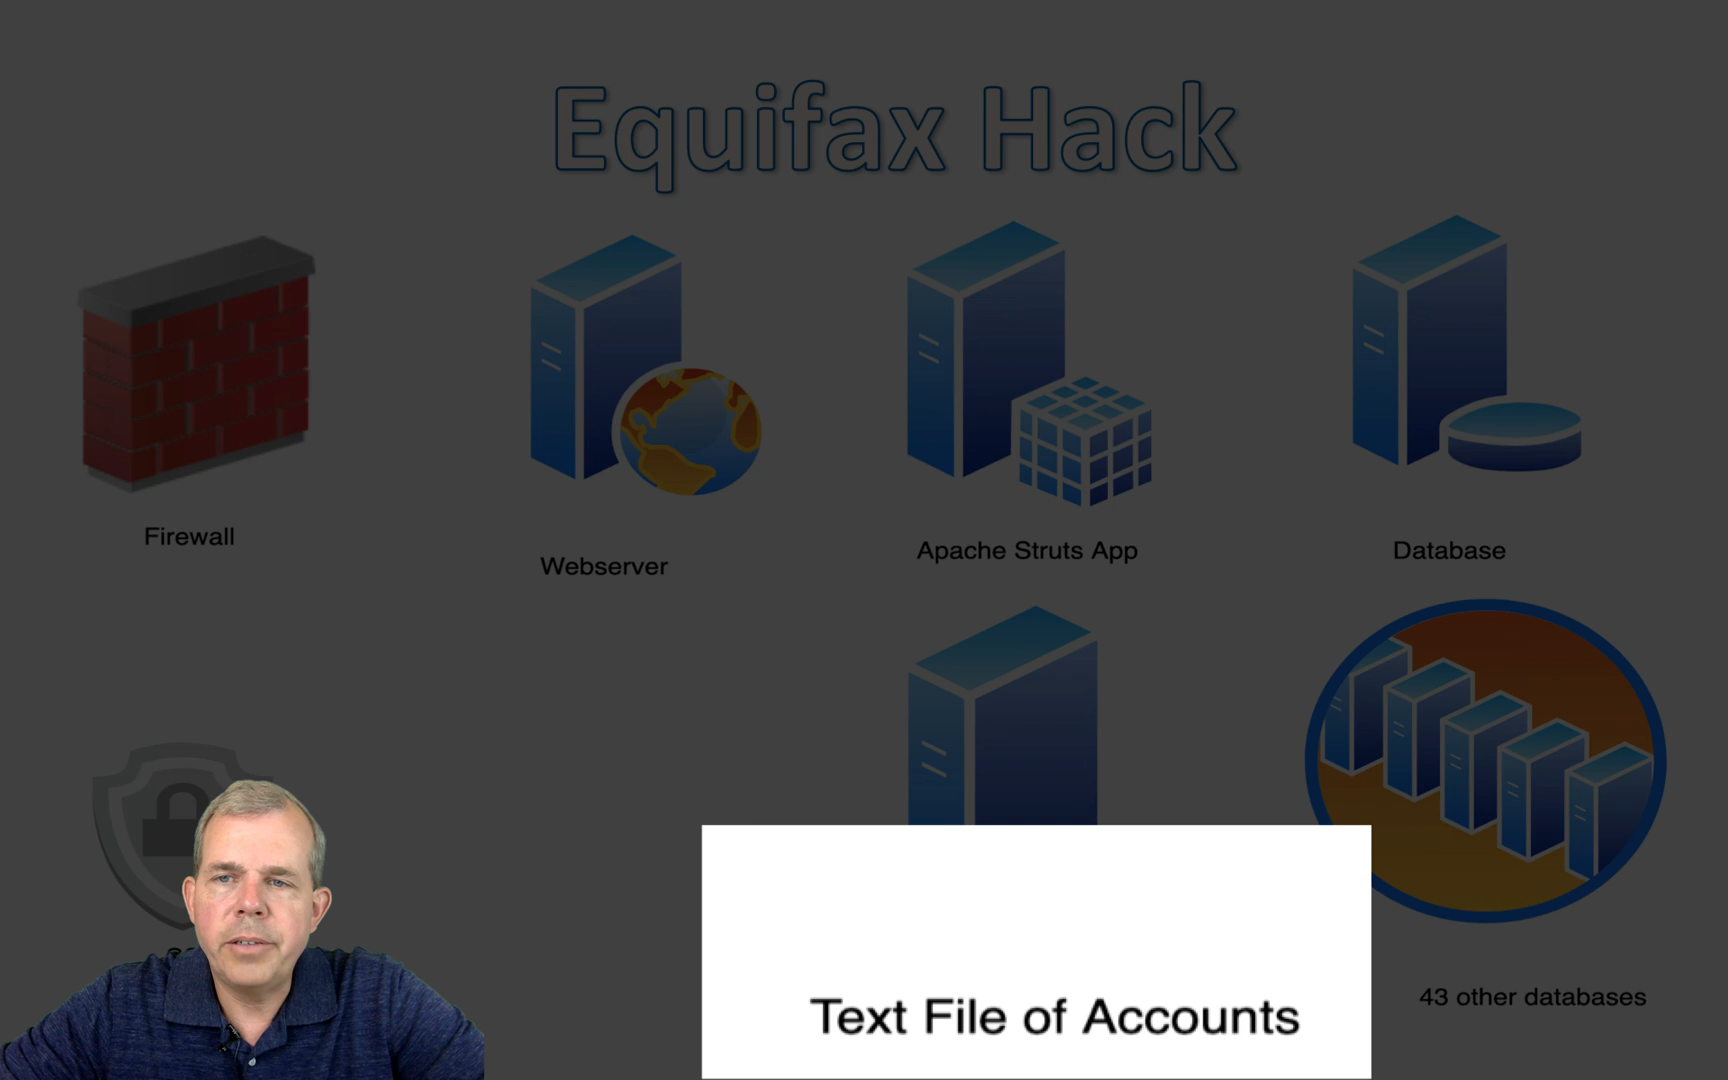 Equifax Hack
Firewall
Webserver
Apache Struts App
Database
Text File of Accounts
43 other databases